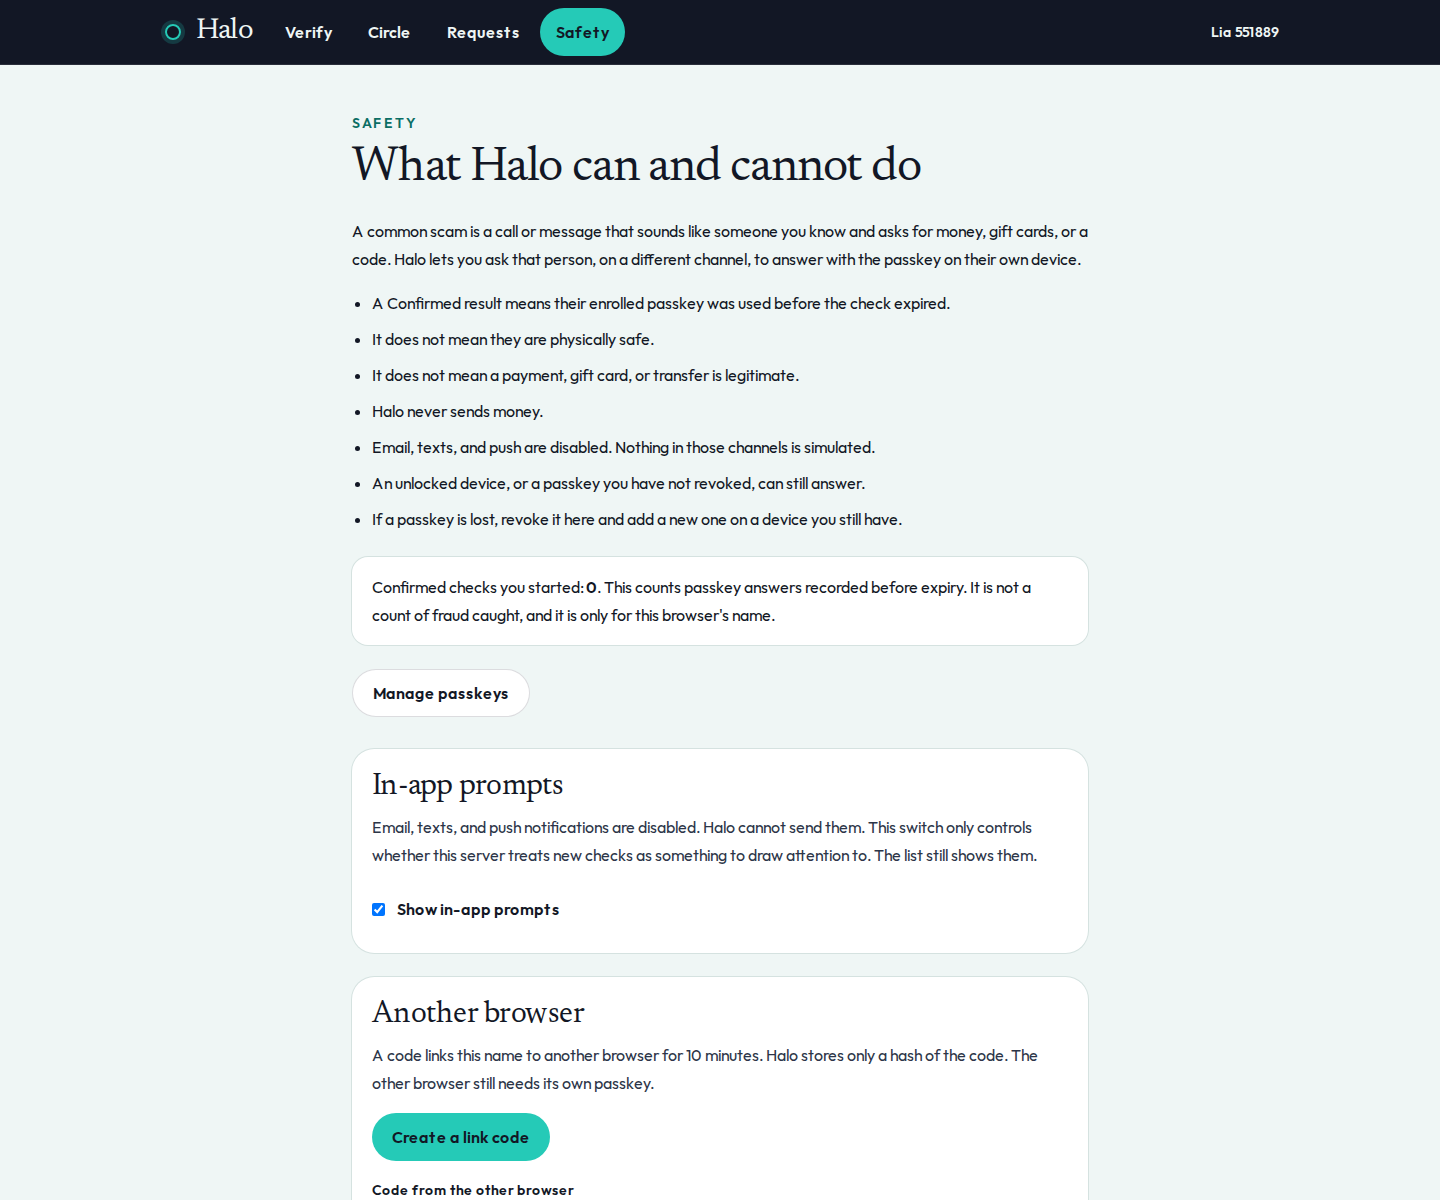 Halo
Verify
Circle
Requests
Safety
Lia 551889
SAFETY
What Halo can and cannot do
A common scam is a call or message that sounds like someone you know and asks for money, gift cards, or a
code. Halo lets you ask that person, on a different channel, to answer with the passkey on their own device.
• A Confirmed result means their enrolled passkey was used before the check expired.
• It does not mean they are physically safe.
• It does not mean a payment, gift card, or transfer is legitimate.
• Halo never sends money.
• Email, texts, and push are disabled. Nothing in those channels is simulated.
• An unlocked device, or a passkey you have not revoked, can still answer.
• If a passkey is lost, revoke it here and add a new one on a device you still have.
Confirmed checks you started: 0. This counts passkey answers recorded before expiry. It is not a
count of fraud caught, and it is only for this browser's name.
Manage passkeys
In-app prompts
Email, texts, and push notifications are disabled. Halo cannot send them. This switch only controls
whether this server treats new checks as something to draw attention to. The list still shows them.
Show in-app prompts
Another browser
A code links this name to another browser for 10 minutes. Halo stores only a hash of the code. The
other browser still needs its own passkey.
Create a link code
Code from the other browser